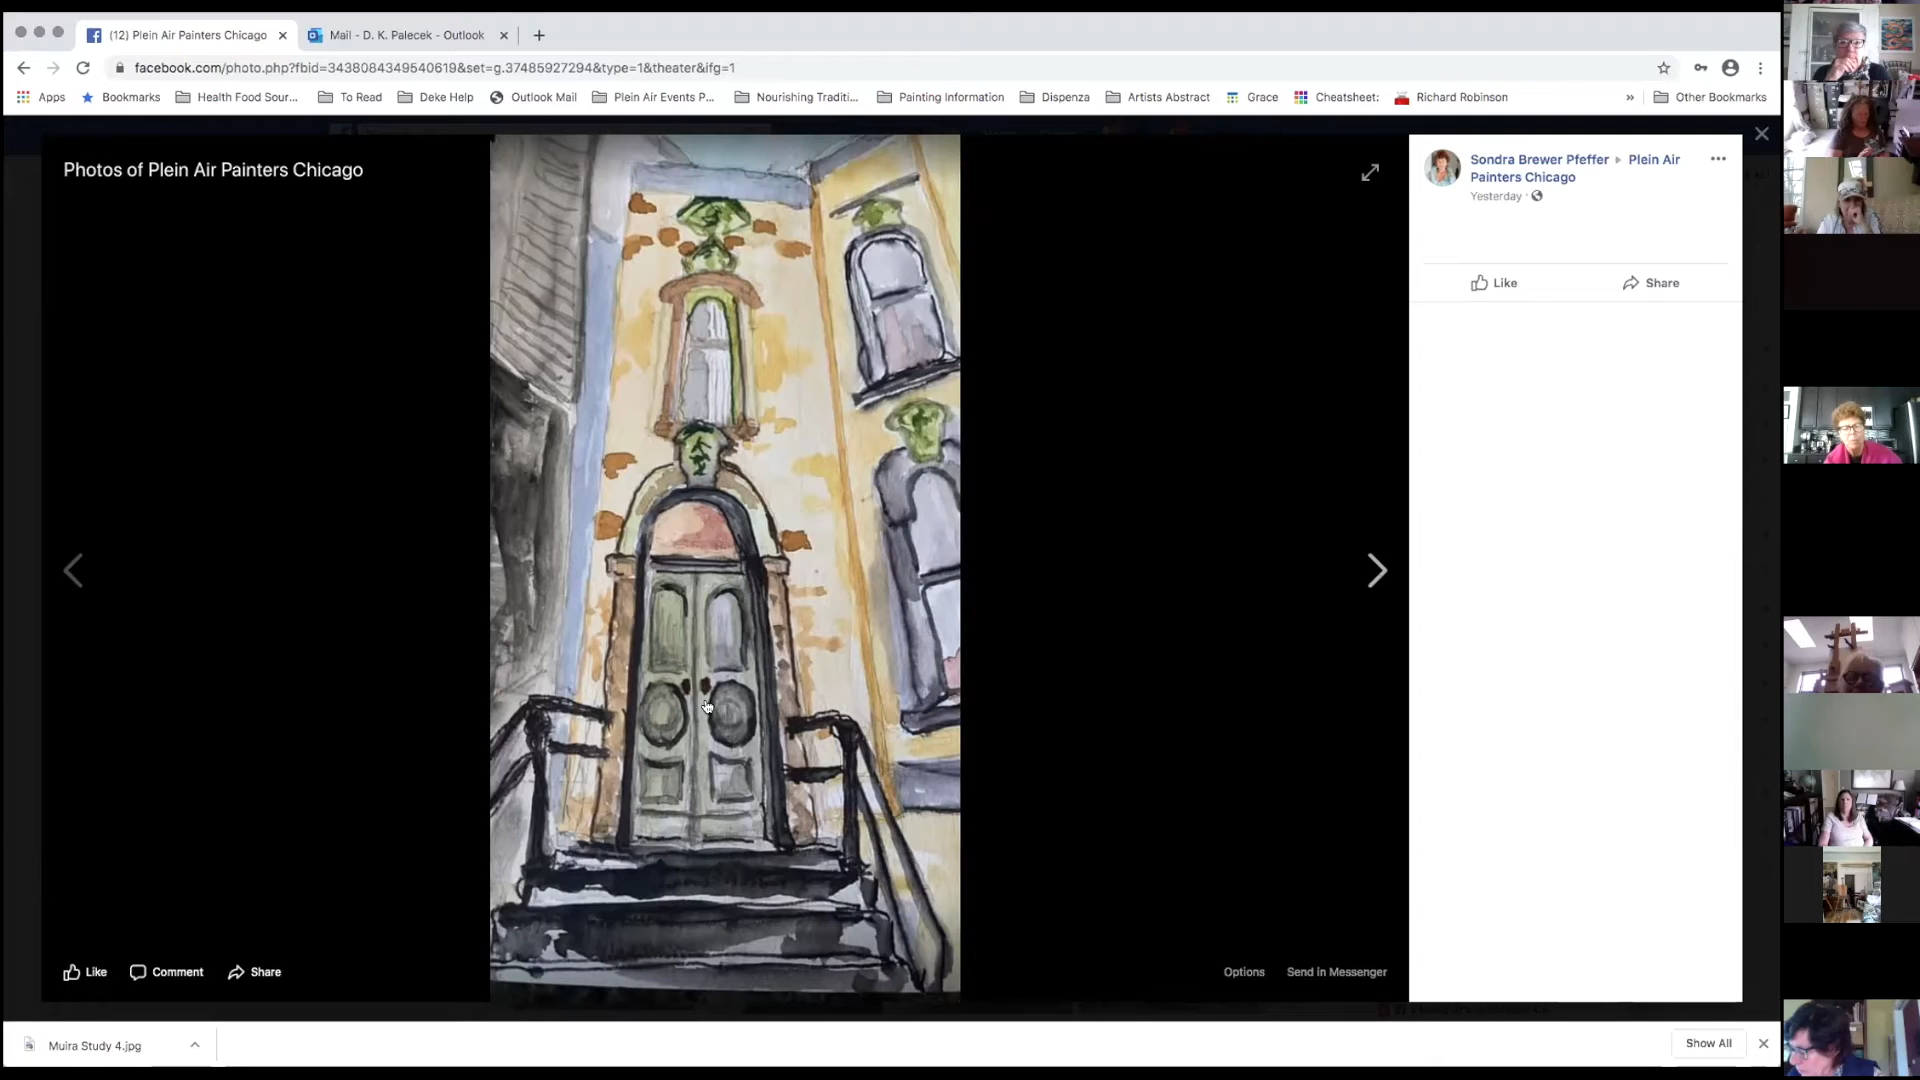 (12) Plein Air Painters Chicago
Mail - D. K. Palecek - Outlook
facebook.com/photo.php?fbid=3438084349540619&set=g.37485927294&type=1&theater&ifg=1
Apps
Bookmarks
Health Food Sour...
To Read
Deke Help
Outlook Mail
Plein Air Events P...
Nourishing Traditi...
Painting Information
Dispenza
Artists Abstract
Grace
Cheatsheet:
Richard Robinson
»
Other Bookmarks
Photos of Plein Air Painters Chicago
Sondra Brewer Pfeffer ▸ Plein Air
Painters Chicago
Yesterday ·
Like
Share
Like
Comment
Share
Options
Send in Messenger
Muira Study 4.jpg
Show All